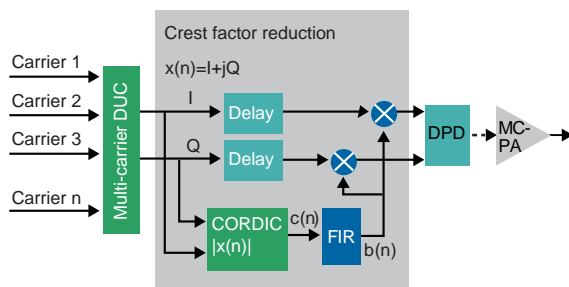 Crest factor reduction
x(n)=I+jQ
Carrier 1
Carrier 2
Carrier 3
Carrier n
Multi-carrier DUC
I
Delay
Q
Delay
CORDIC
|x(n)|
c(n)
FIR
b(n)
DPD
MC-
PA